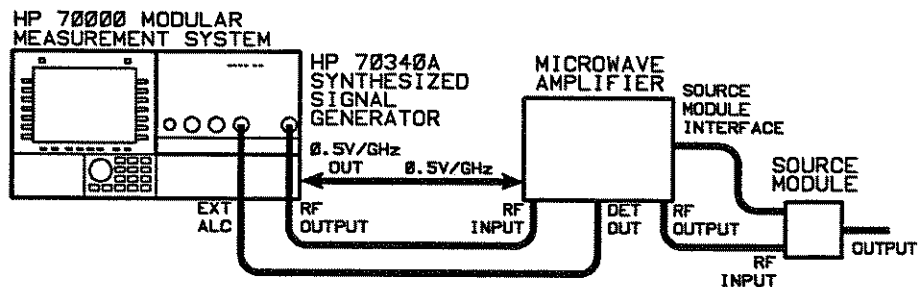 HP 70000 MODULAR
MEASUREMENT SYSTEM
HP 70340A
SYNTHESIZED
SIGNAL
GENERATOR
MICROWAVE
AMPLIFIER
SOURCE
MODULE
INTERFACE
0.5V/GHz
OUT
0.5V/GHz
SOURCE
MODULE
EXT
ALC
RF
OUTPUT
RF
INPUT
DET
OUT
RF
OUTPUT
RF
INPUT
OUTPUT